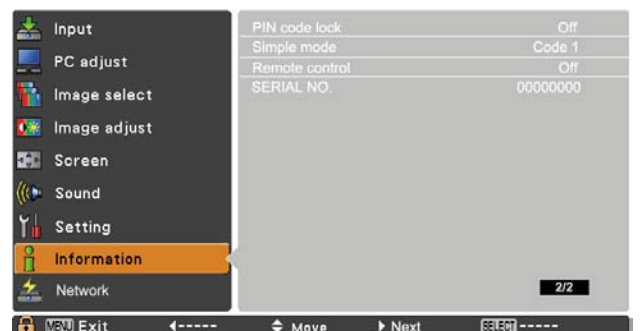 Input
PC adjust
Image select
Image adjust
Screen
Sound
Setting
Information
Network
PIN code lock Off
Simple mode Code 1
Remote control Off
SERIAL NO. 00000000
2/2
MENU Exit ----- Move Next SELECT -----